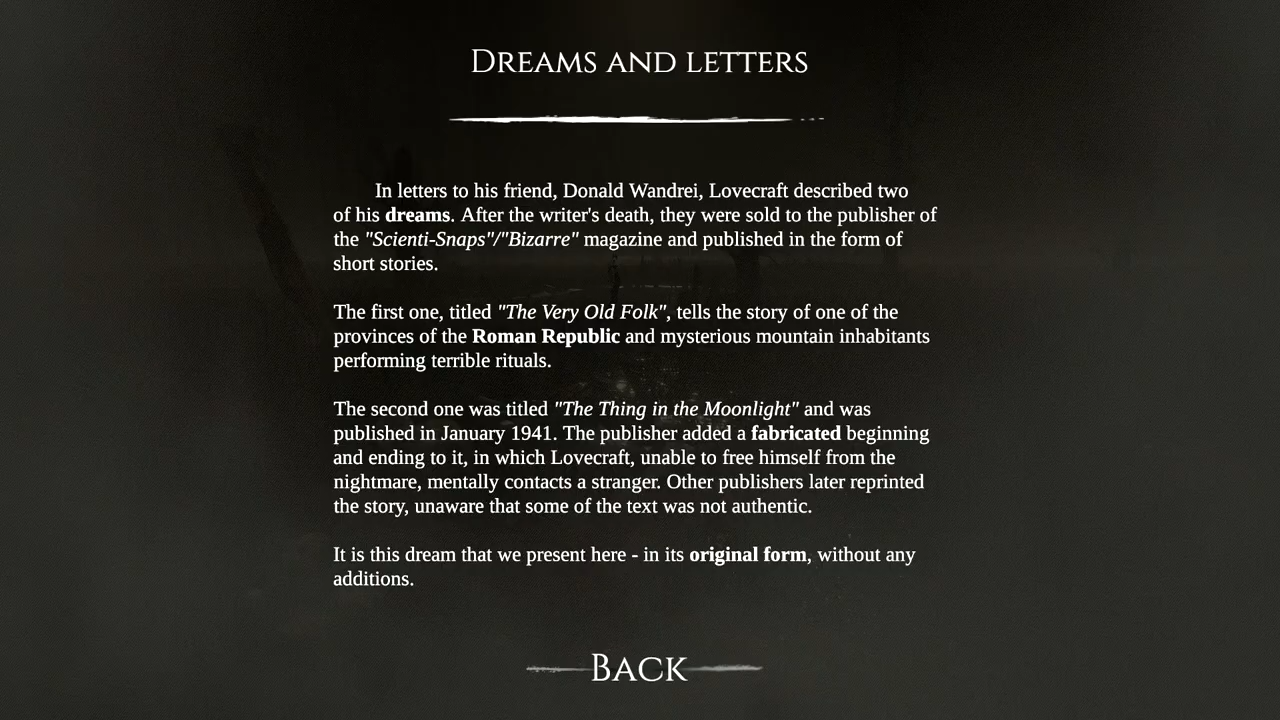 Dreams and letters
In letters to his friend, Donald Wandrei, Lovecraft described two
of his dreams. After the writer's death, they were sold to the publisher of
the "Scienti-Snaps"/"Bizarre" magazine and published in the form of
short stories.
The first one, titled "The Very Old Folk", tells the story of one of the
provinces of the Roman Republic and mysterious mountain inhabitants
performing terrible rituals.
The second one was titled "The Thing in the Moonlight" and was
published in January 1941. The publisher added a fabricated beginning
and ending to it, in which Lovecraft, unable to free himself from the
nightmare, mentally contacts a stranger. Other publishers later reprinted
the story, unaware that some of the text was not authentic.
It is this dream that we present here - in its original form, without any
additions.
Back